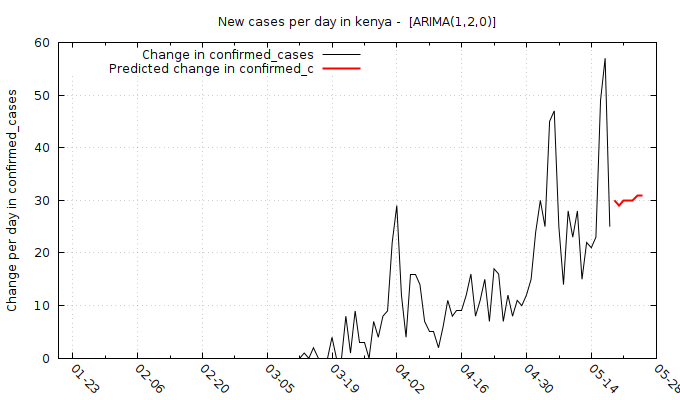 New cases per day in kenya -  [ARIMA(1,2,0)]
Change in confirmed_cases
Predicted change in confirmed_c
Change per day in confirmed_cases
60
50
40
30
20
10
0
01-23 02-06 02-20 03-05 03-19 04-02 04-16 04-30 05-14 05-28